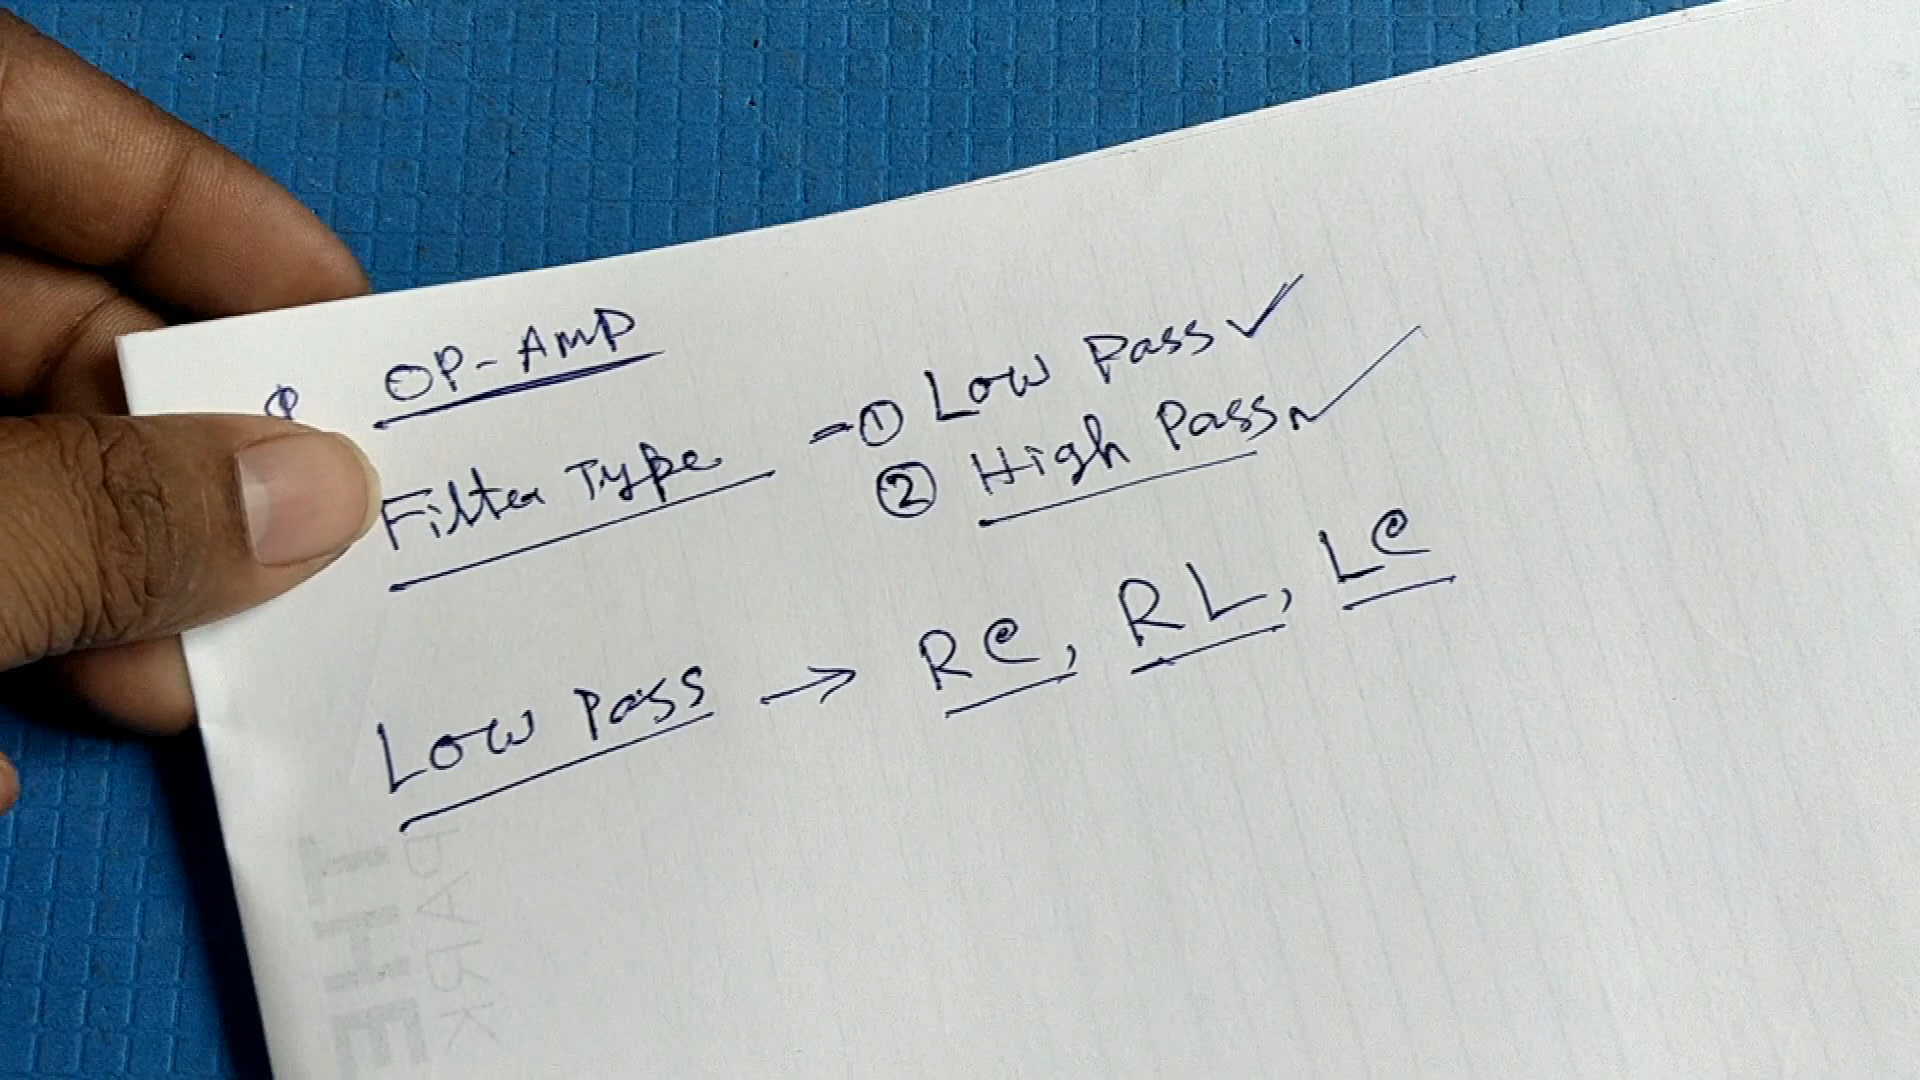 OP-AMP
Filter Type - ① Low Pass ✓
② High Pass ✓
Low Pass → RC, RL, LC